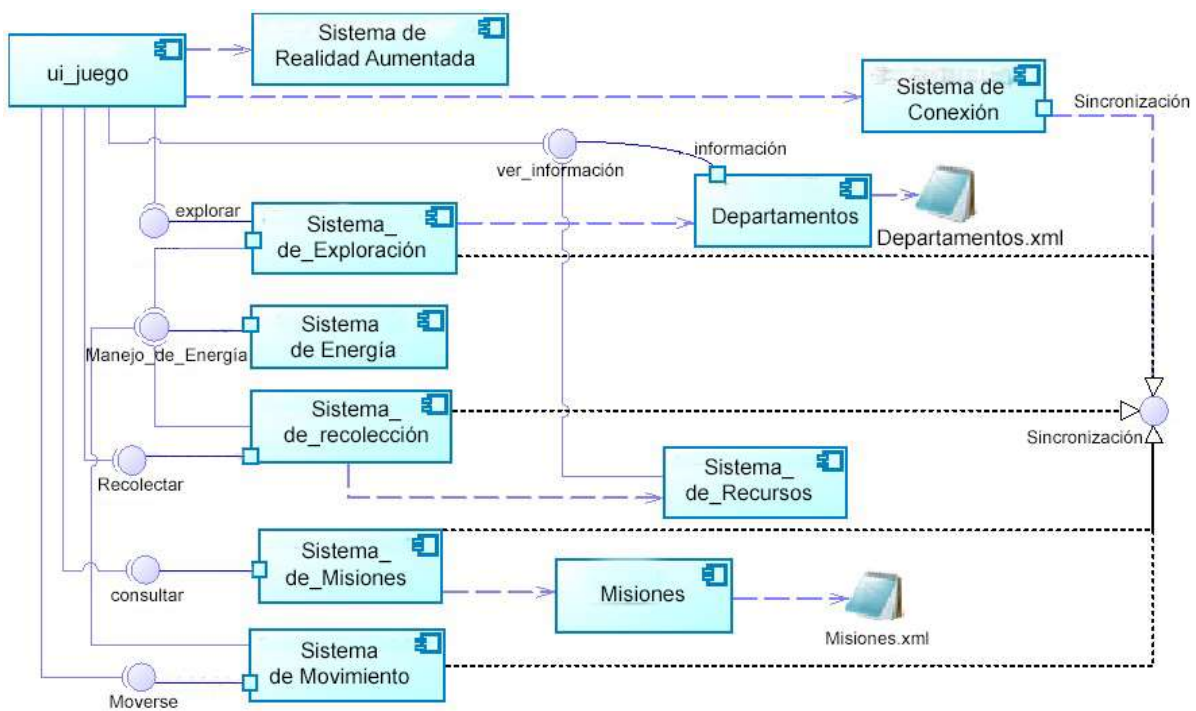 ui_juego
Sistema de
Realidad Aumentada
Sistema de
Conexión
Sincronización
ver_información
información
Departamentos
Departamentos.xml
explorar
Sistema_
de_Exploración
Manejo_de_Energía
Sistema
de Energía
Sistema_
de_recolección
Recolectar
Sincronización
Sistema_
de_Recursos
consultar
Sistema_
de_Misiones
Misiones
Misiones.xml
Moverse
Sistema
de Movimiento